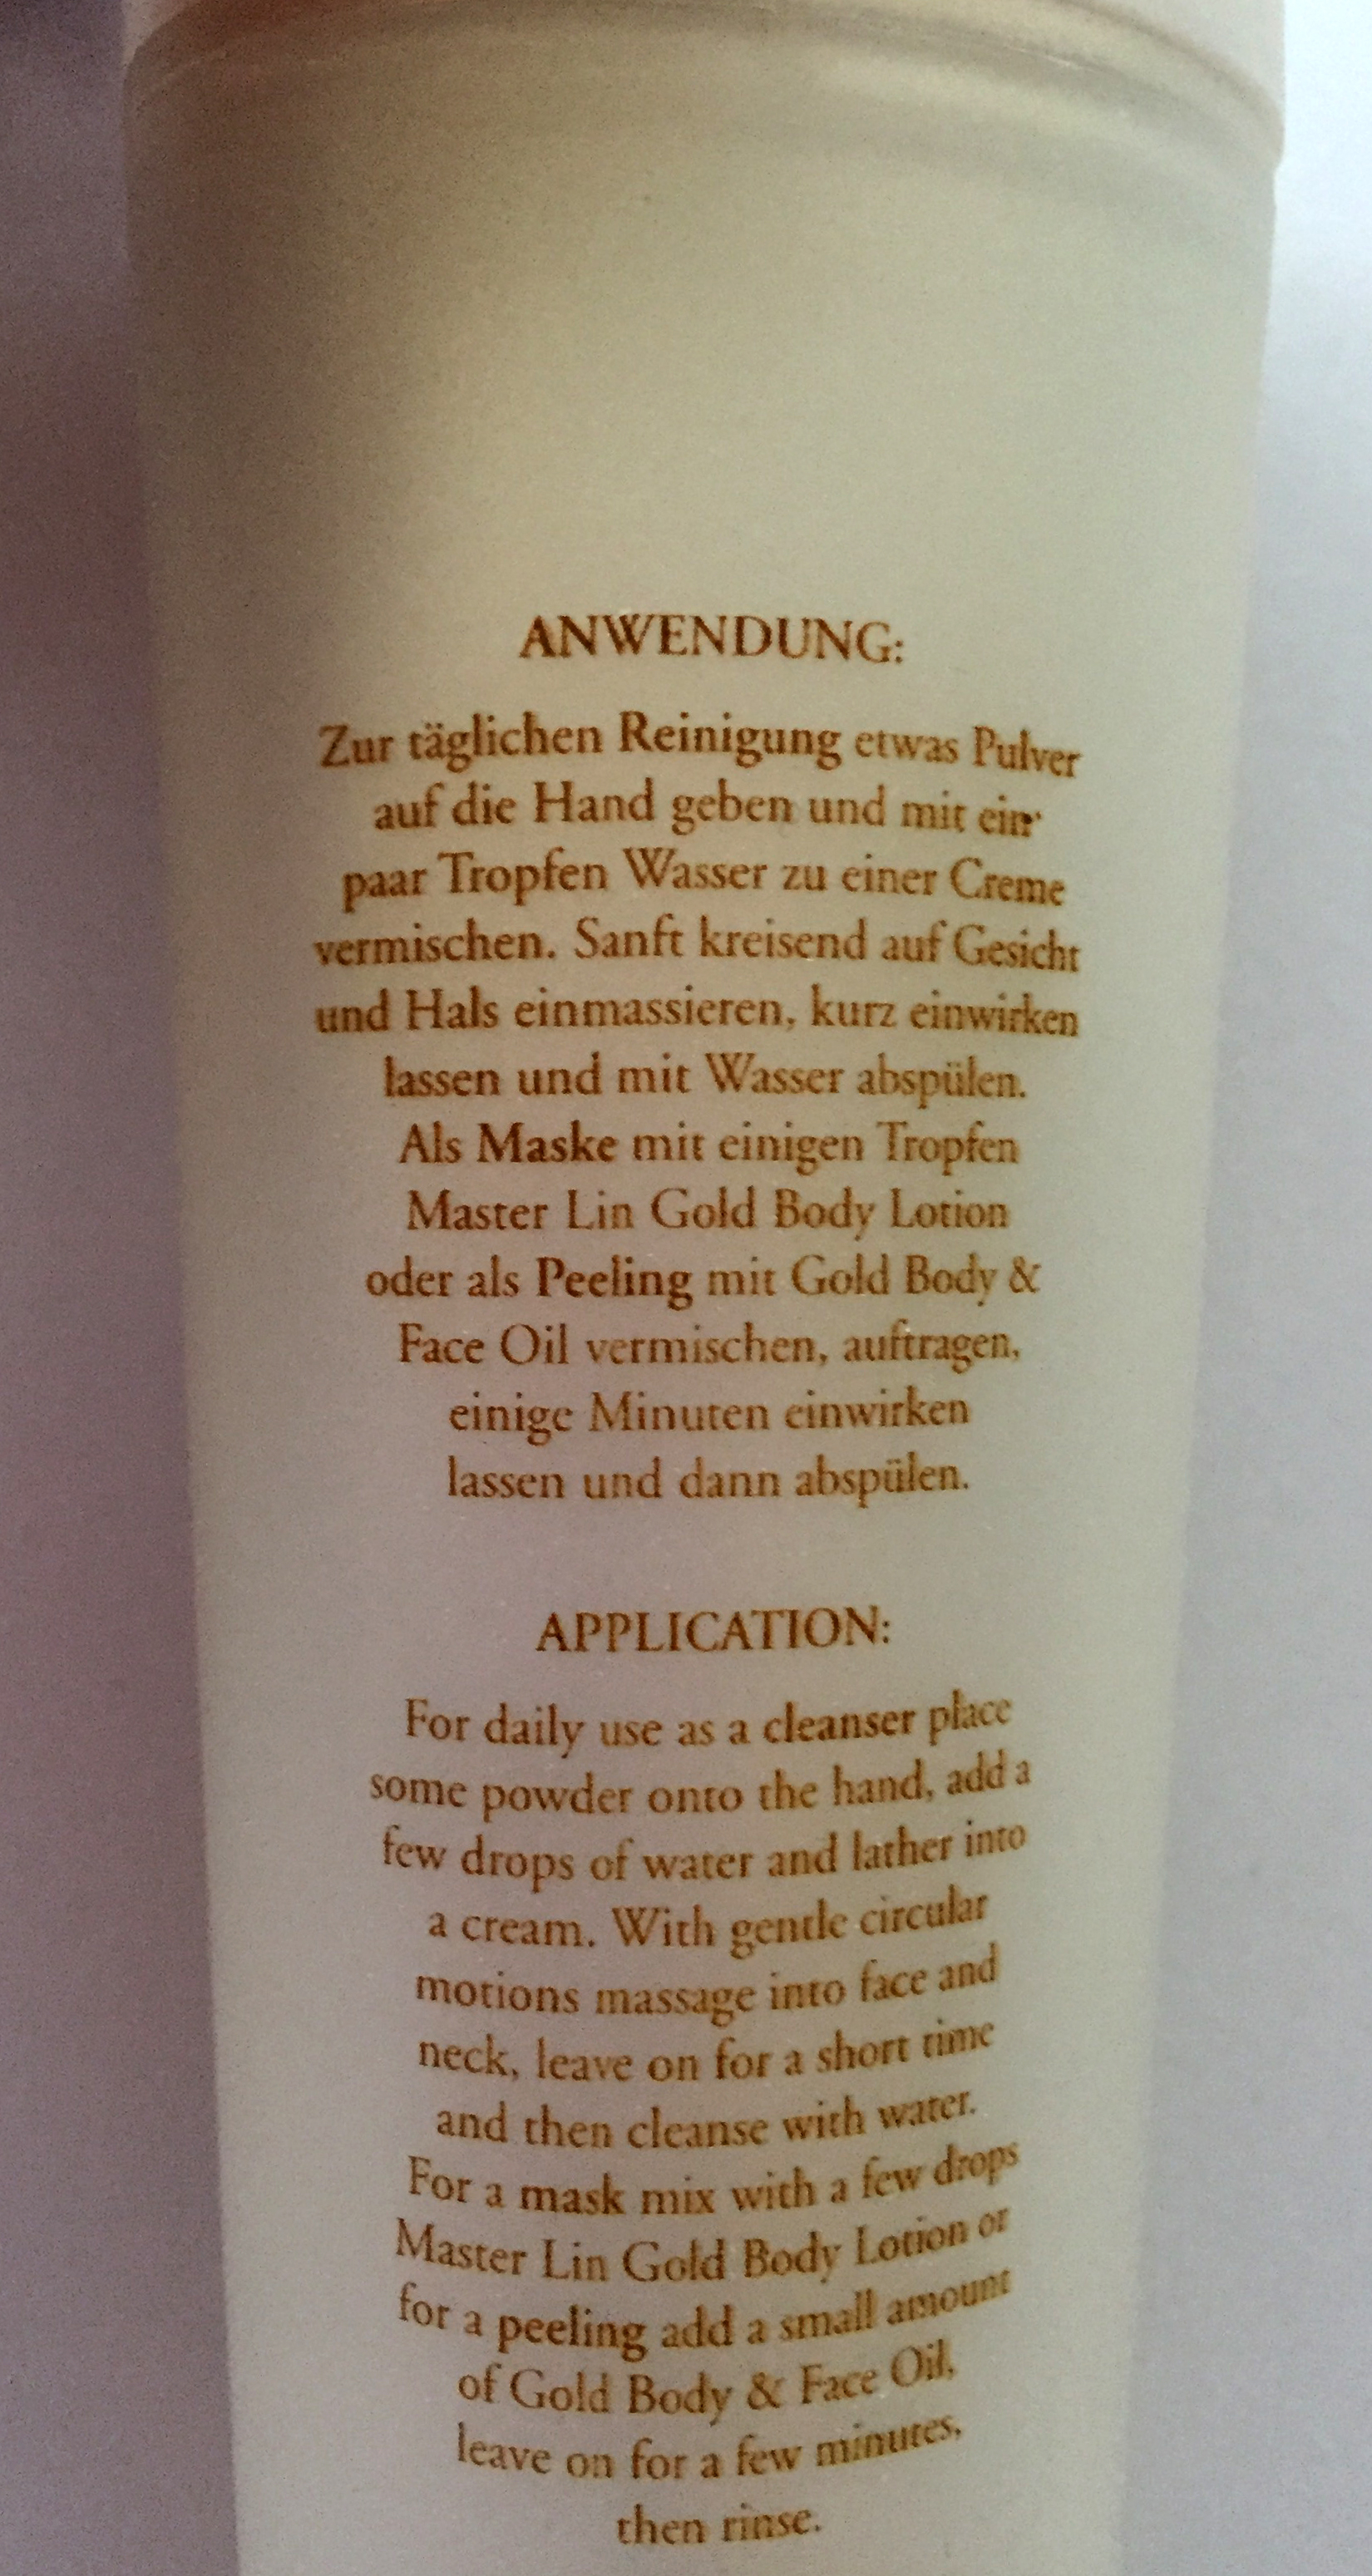 ANWENDUNG:
Zur täglichen Reinigung etwas Pulver
auf die Hand geben und mit ein
paar Tropfen Wasser zu einer Creme
vermischen. Sanft kreisend auf Gesicht
und Hals einmassieren, kurz einwirken
lassen und mit Wasser abspülen.
Als Maske mit einigen Tropfen
Master Lin Gold Body Lotion
oder als Peeling mit Gold Body &
Face Oil vermischen, auftragen,
einige Minuten einwirken
lassen und dann abspülen.
APPLICATION:
For daily use as a cleanser place
some powder onto the hand, add a
few drops of water and lather into
a cream. With gentle circular
motions massage into face and
neck, leave on for a short time
and then cleanse with water.
For a mask mix with a few drops
Master Lin Gold Body Lotion or
for a peeling add a small amount
of Gold Body & Face Oil,
leave on for a few minutes,
then rinse.